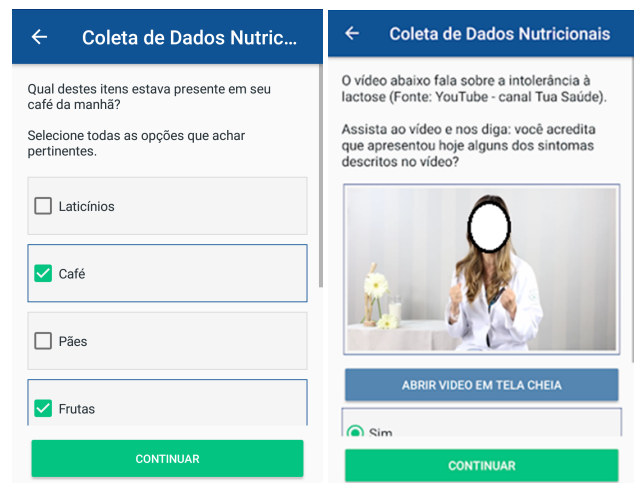 Coleta de Dados Nutric...
Qual destes itens estava presente em seu
café da manhã?
Selecione todas as opções que achar
pertinentes.
Laticínios
Café
Pães
Frutas
CONTINUAR
Coleta de Dados Nutricionais
O vídeo abaixo fala sobre a intolerância à
lactose (Fonte: YouTube - canal Tua Saúde).
Assista ao vídeo e nos diga: você acredita
que apresentou hoje alguns dos sintomas
descritos no vídeo?
ABRIR VIDEO EM TELA CHEIA
Sim
CONTINUAR